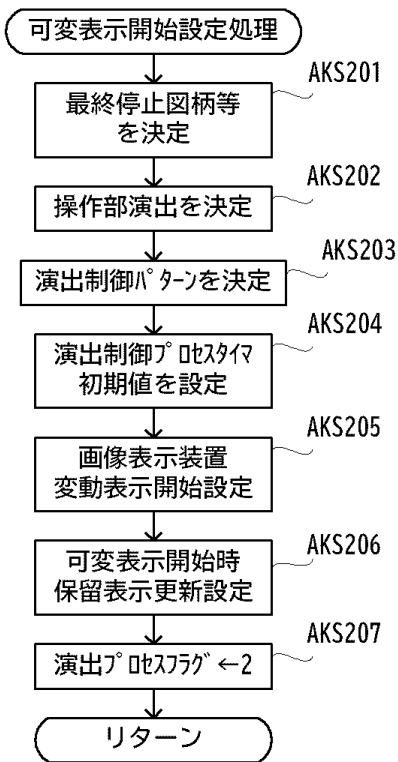 可変表示開始設定処理
AKS201
最終停止図柄等
を決定
AKS202
操作部演出を決定
AKS203
演出制御ﾊﾟﾀｰﾝを決定
AKS204
演出制御ﾌﾟﾛｾｽﾀｲﾏ
初期値を設定
AKS205
画像表示装置
変動表示開始設定
AKS206
可変表示開始時
保留表示更新設定
AKS207
演出ﾌﾟﾛｾｽﾌﾗｸﾞ←2
リターン